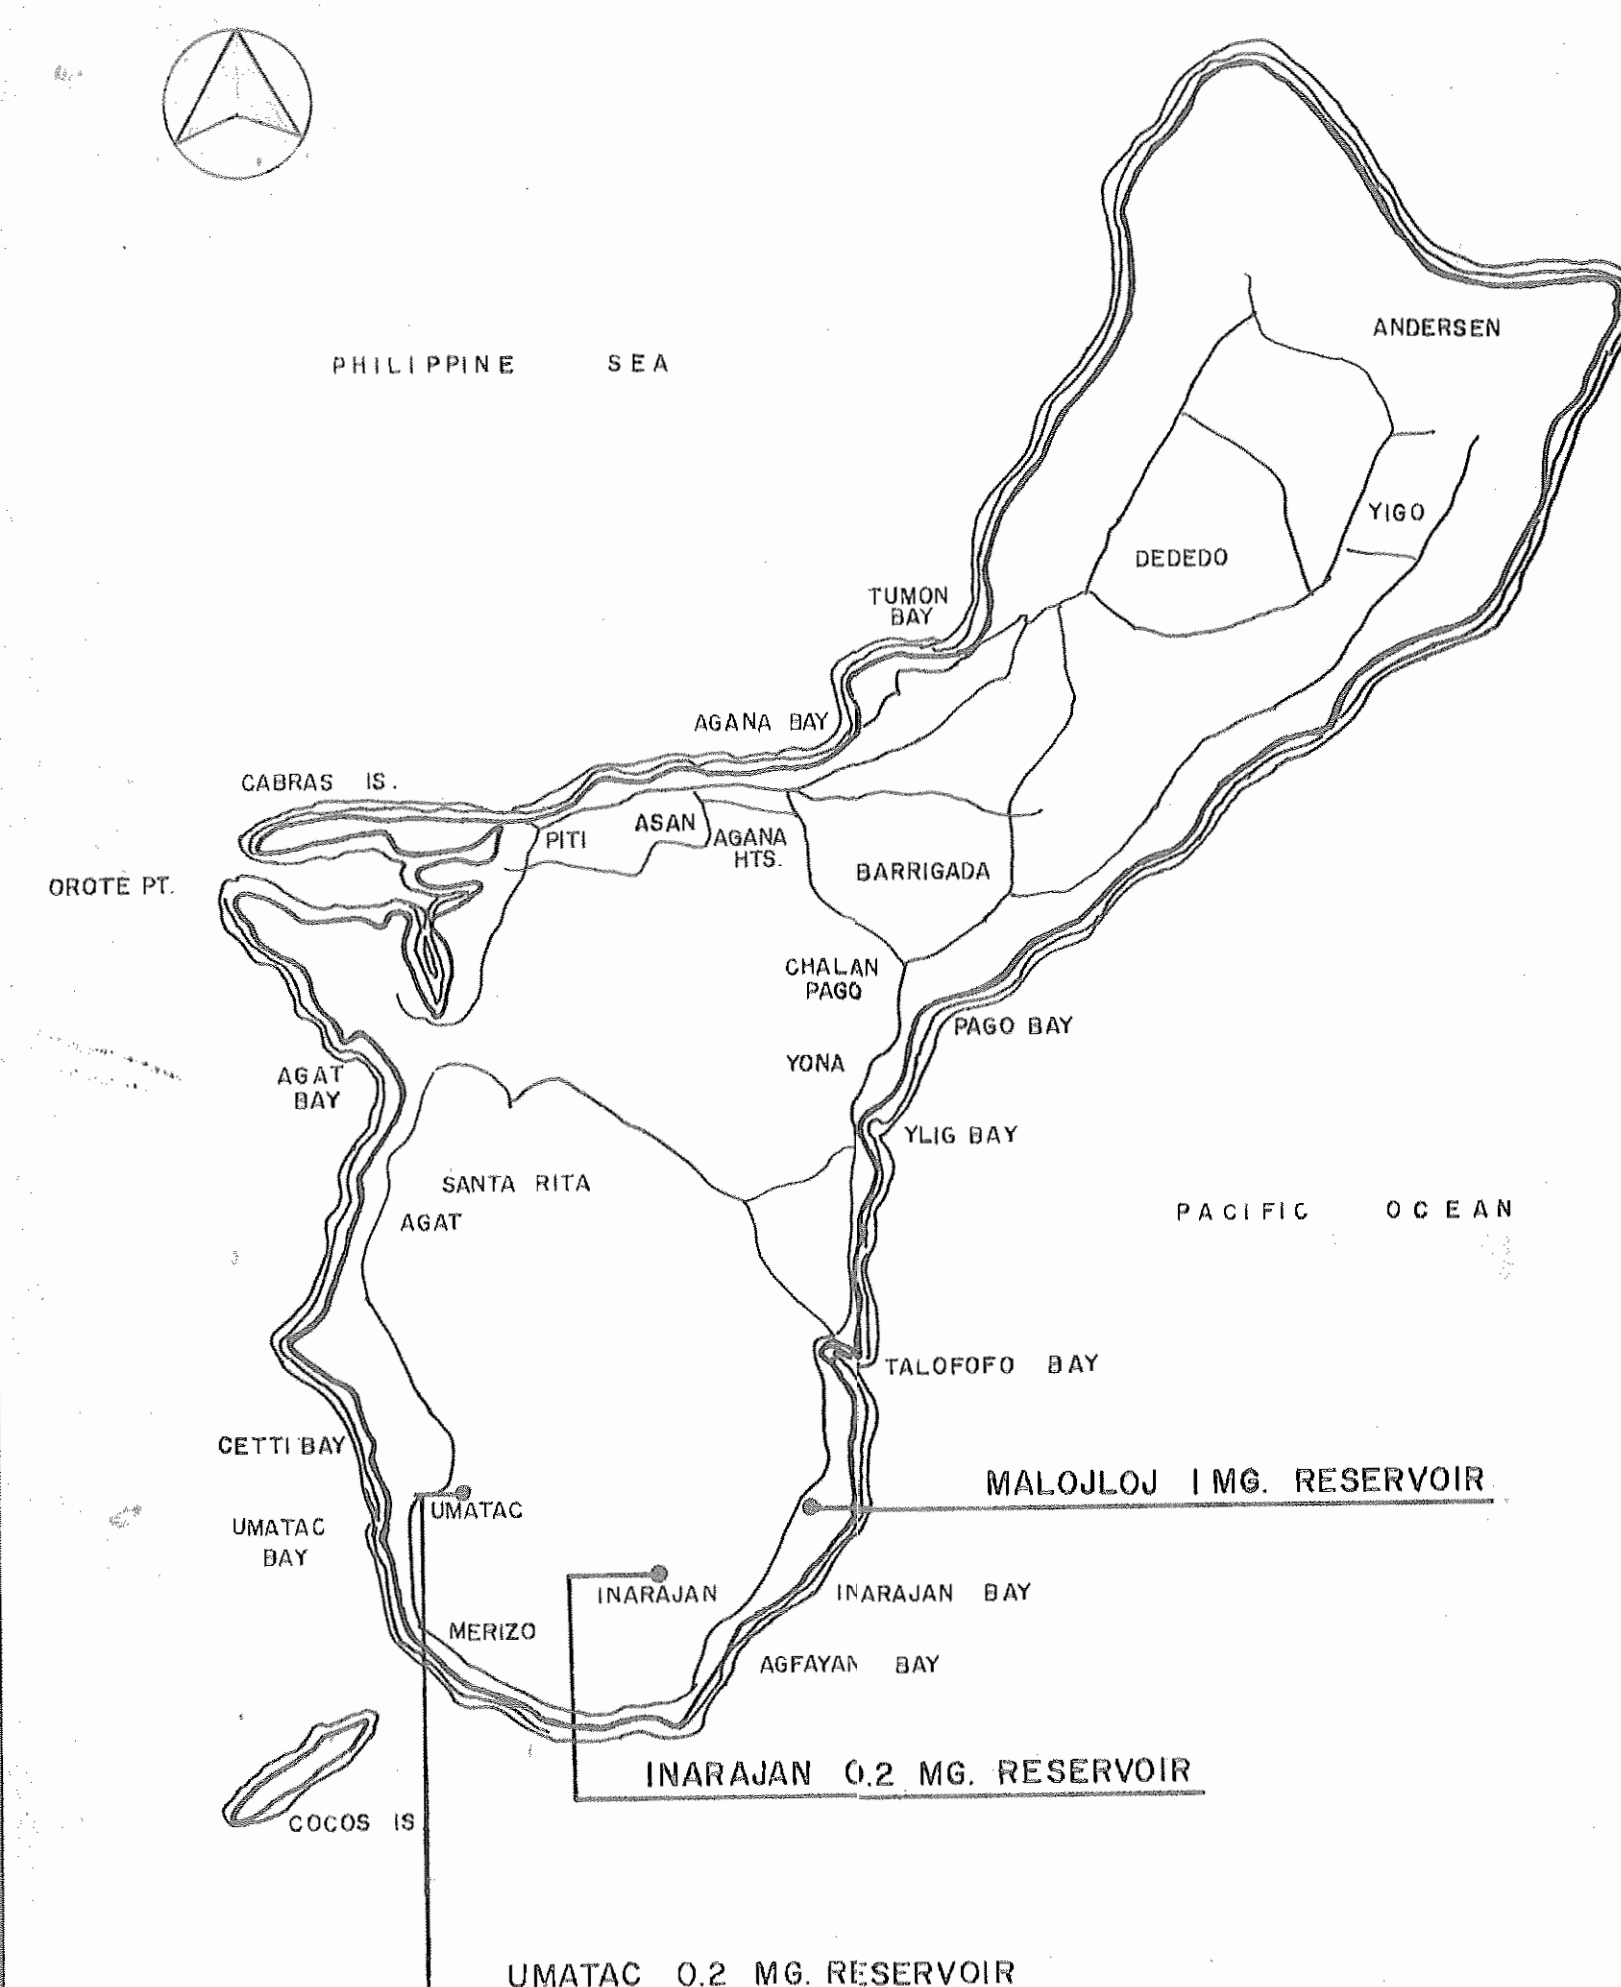 ANDERSEN
PHILIPPINE SEA
YIGO
DEDEDO
TUMON
BAY
AGANA BAY
CABRAS IS.
ASAN
PITI
AGANA
HTS.
BARRIGADA
OROTE PT.
CHALAN
PAGO
PAGO BAY
YONA
AGAT
BAY
YLIG BAY
SANTA RITA
AGAT
PACIFIC OCEAN
TALOFOFO BAY
CETTI BAY
MALOJLOJ 1 MG. RESERVOIR
UMATAC
UMATAC
BAY
INARAJAN
INARAJAN BAY
MERIZO
AGFAYAN BAY
INARAJAN 0.2 MG. RESERVOIR
COCOS IS
UMATAC 0.2 MG. RESERVOIR